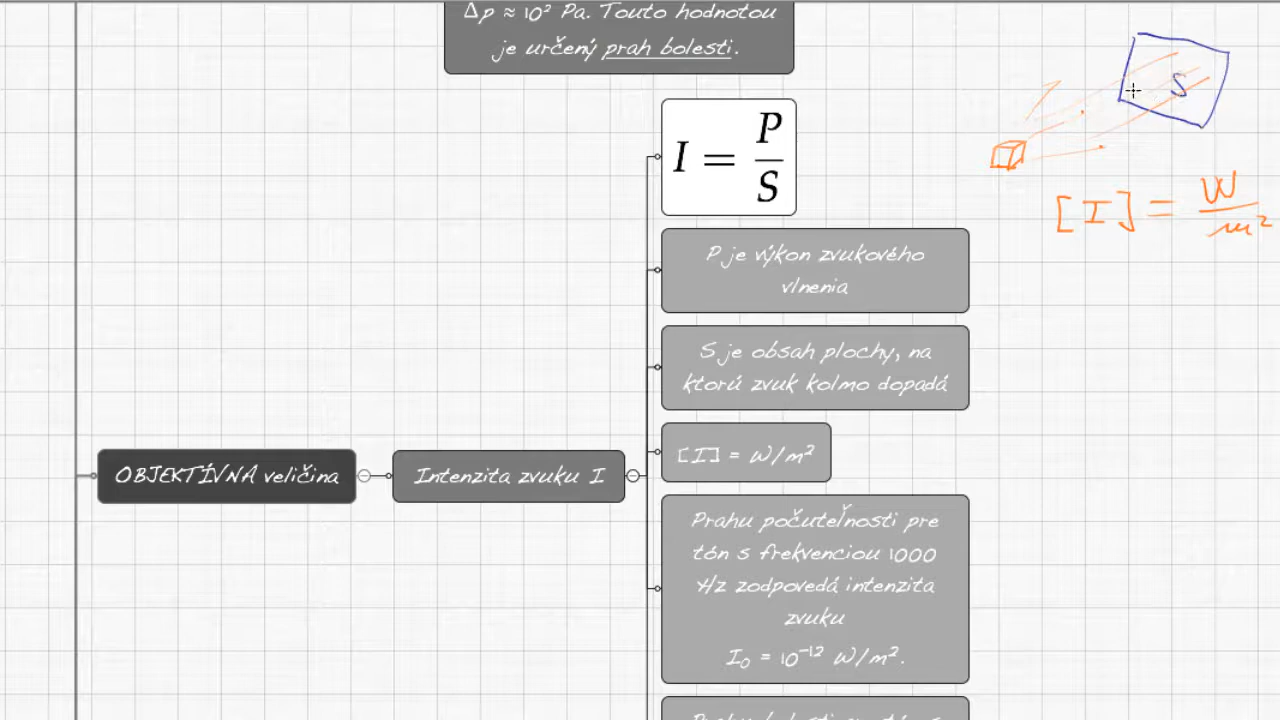 Δp ≈ 10² Pa. Touto hodnotou
je určený prah bolesti.
I = P/S
P je výkon zvukového
vlnenia
S je obsah plochy, na
ktorú zvuk kolmo dopadá
[I] = W/m²
OBJEKTÍVNA veličina
Intenzita zvuku I
Prahu počuteľnosti pre
tón s frekvenciou 1000
Hz zodpovedá intenzita
zvuku
I₀ = 10⁻¹² W/m².
S
[I] = W/m²